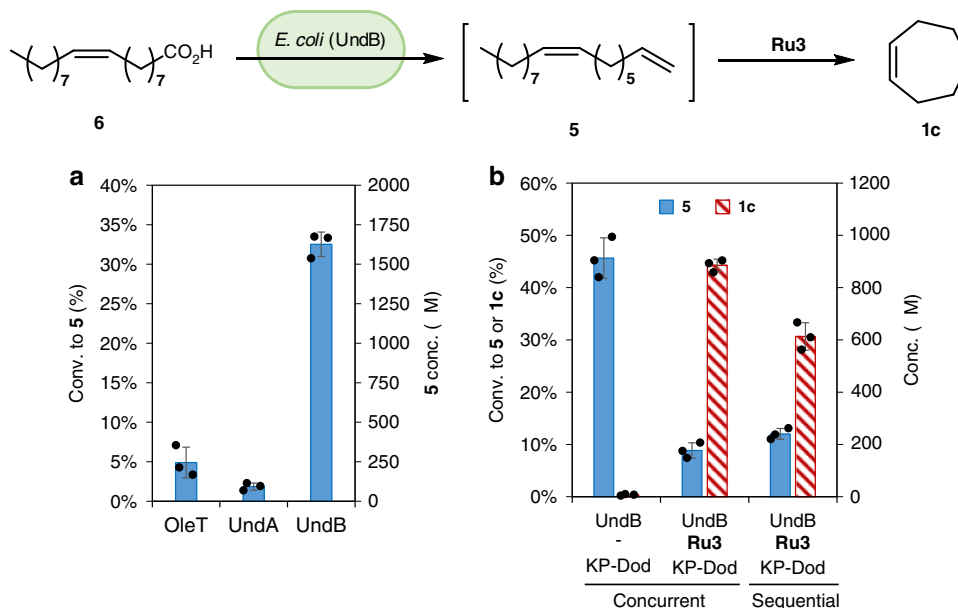 E. coli (UndB)
Ru3
CO2H
7
7
7
5
6
5
1c
a
Conv. to 5 (%)
40%
35%
30%
25%
20%
15%
10%
5%
0%
2000
1750
1500
1250
1000
750
500
250
0
5 conc. ( M)
OleT UndA UndB
b
Conv. to 5 or 1c (%)
60%
50%
40%
30%
20%
10%
0%
5 1c
1200
1000
800
600
400
200
0
Conc. ( M)
UndB UndB UndB
- Ru3 Ru3
KP-Dod KP-Dod KP-Dod
Concurrent Sequential